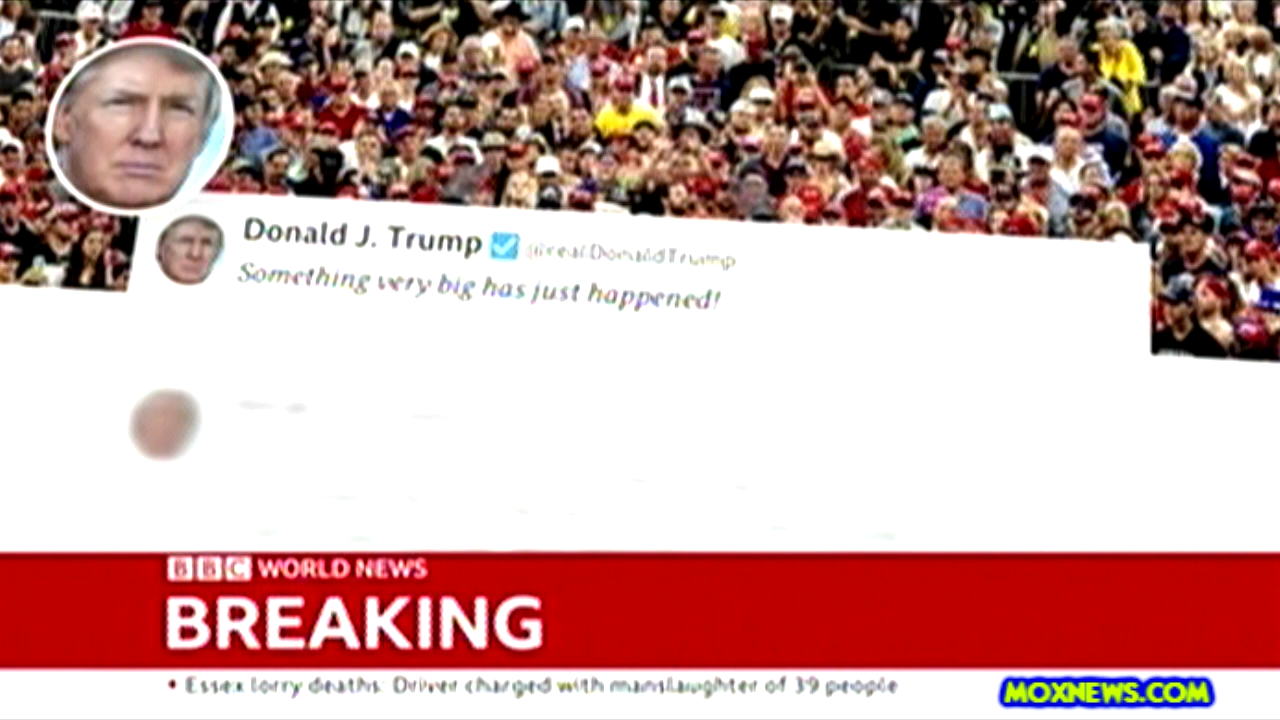 Donald J. Trump @realDonaldTrump
Something very big has just happened!
BBC WORLD NEWS
BREAKING
• Essex lorry deaths: Driver charged with manslaughter of 39 people
MOXNEWS.COM